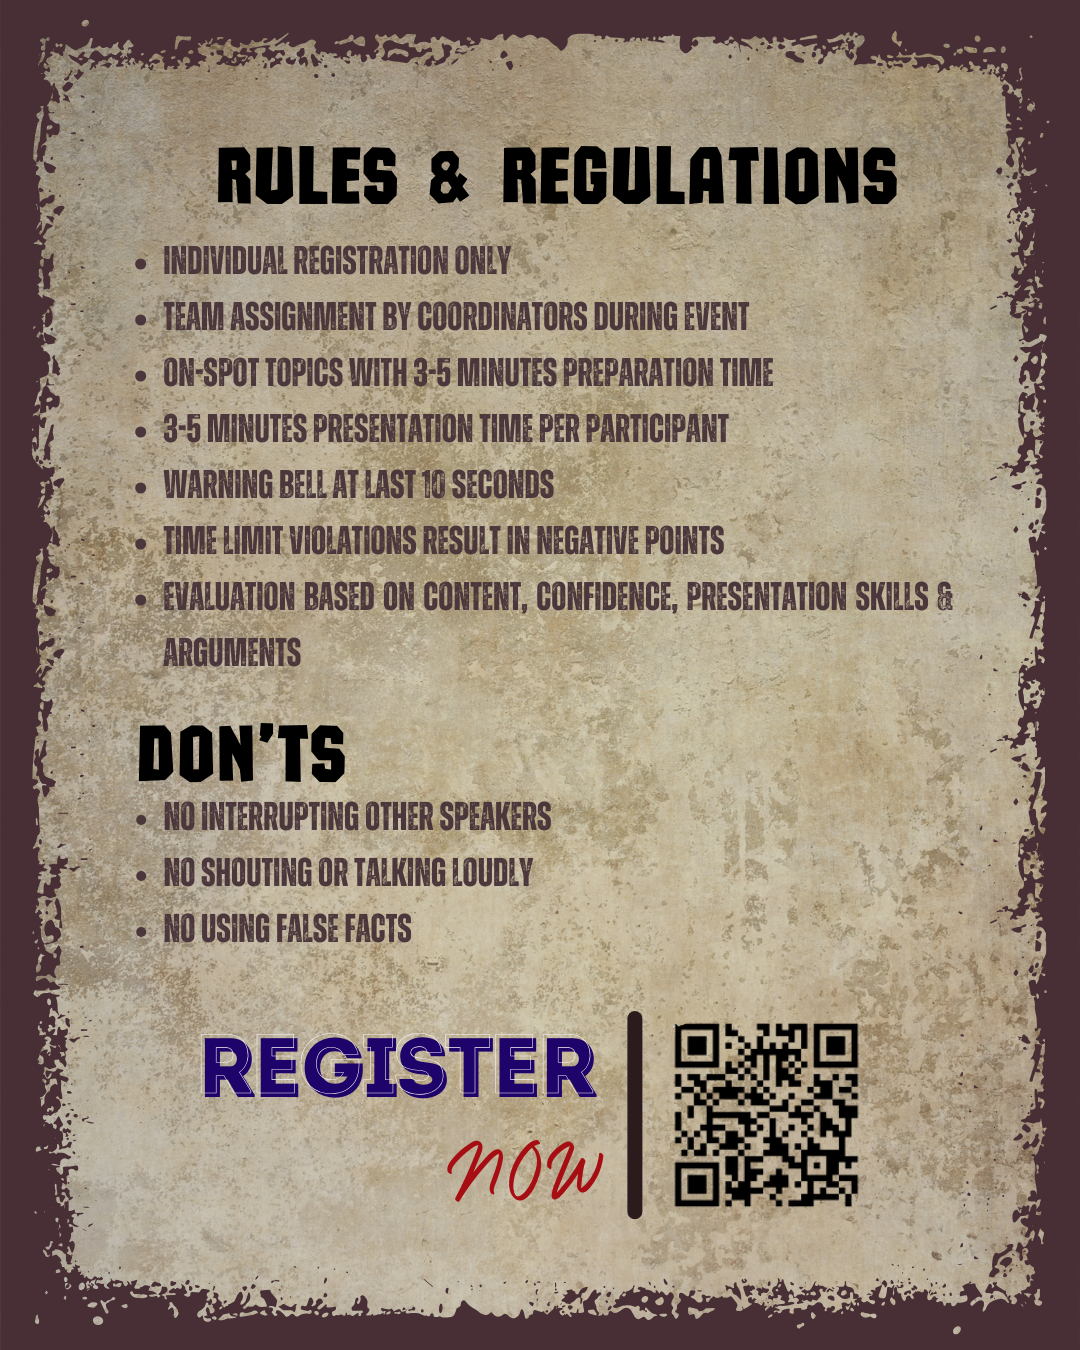 RULES & REGULATIONS
• INDIVIDUAL REGISTRATION ONLY
• TEAM ASSIGNMENT BY COORDINATORS DURING EVENT
• ON-SPOT TOPICS WITH 3-5 MINUTES PREPARATION TIME
• 3-5 MINUTES PRESENTATION TIME PER PARTICIPANT
• WARNING BELL AT LAST 10 SECONDS
• TIME LIMIT VIOLATIONS RESULT IN NEGATIVE POINTS
• EVALUATION BASED ON CONTENT, CONFIDENCE, PRESENTATION SKILLS &
ARGUMENTS
DON'TS
• NO INTERRUPTING OTHER SPEAKERS
• NO SHOUTING OR TALKING LOUDLY
• NO USING FALSE FACTS
REGISTER
NOW